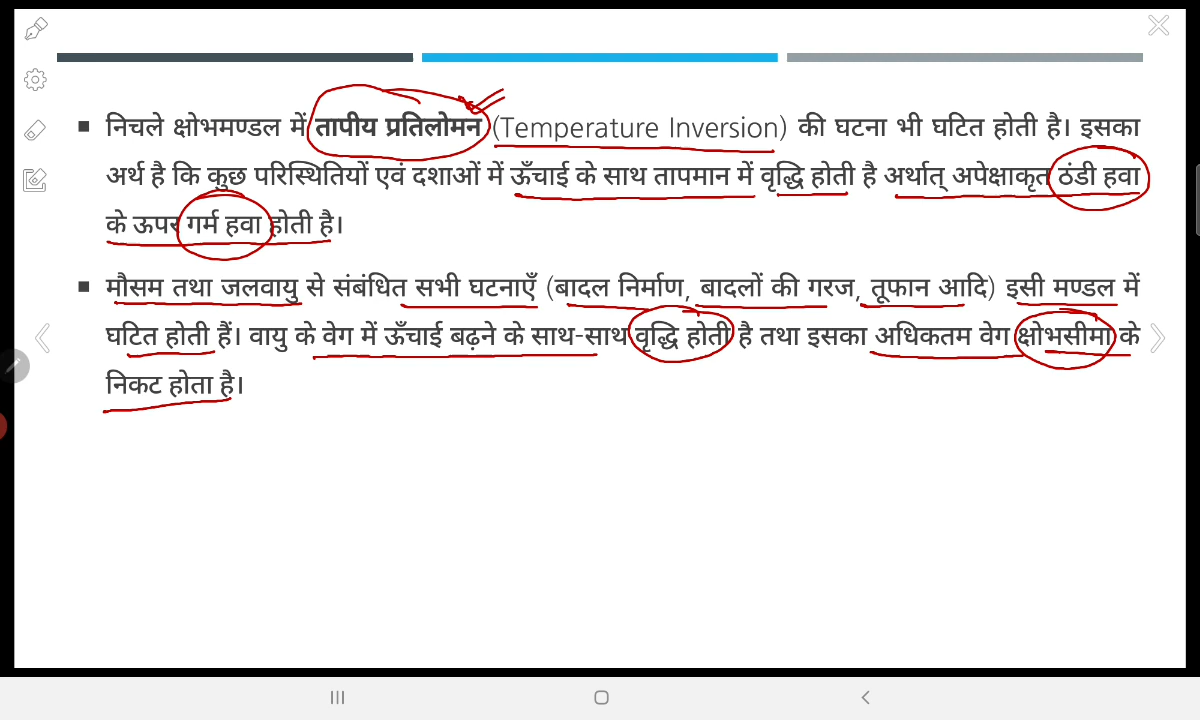 ▪ निचले क्षोभमण्डल में तापीय प्रतिलोमन (Temperature Inversion) की घटना भी घटित होती है। इसका
अर्थ है कि कुछ परिस्थितियों एवं दशाओं में ऊँचाई के साथ तापमान में वृद्धि होती है अर्थात् अपेक्षाकृत ठंडी हवा
के ऊपर गर्म हवा होती है।
▪ मौसम तथा जलवायु से संबंधित सभी घटनाएँ (बादल निर्माण, बादलों की गरज, तूफान आदि) इसी मण्डल में
घटित होती हैं। वायु के वेग में ऊँचाई बढ़ने के साथ-साथ वृद्धि होती है तथा इसका अधिकतम वेग क्षोभसीमा के
निकट होता है।